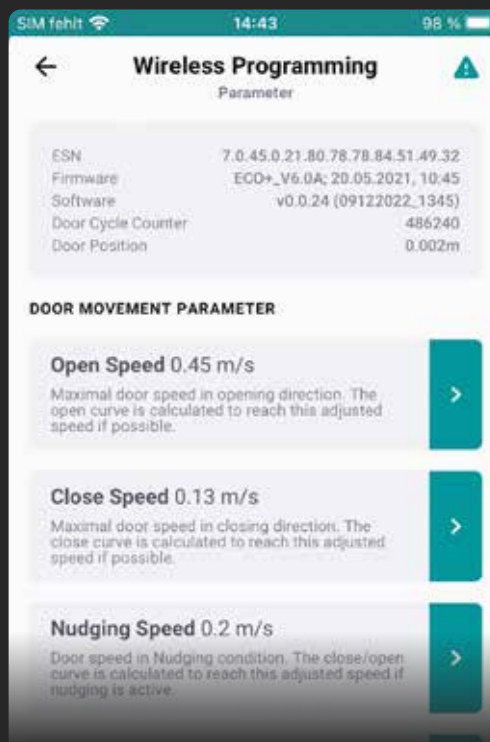 SIM fehlt 14:43 98 %
Wireless Programming
Parameter
ESN 7.0.45.0.21.80.78.78.84.51.49.32
Firmware ECO+_V6.0A; 20.05.2021, 10:45
Software v0.0.24 (09122022_1345)
Door Cycle Counter 486240
Door Position 0.002m
DOOR MOVEMENT PARAMETER
Open Speed 0.45 m/s
Maximal door speed in opening direction. The
open curve is calculated to reach this adjusted
speed if possible.
Close Speed 0.13 m/s
Maximal door speed in closing direction. The
close curve is calculated to reach this adjusted
speed if possible.
Nudging Speed 0.2 m/s
Door speed in Nudging condition. The close/open
curve is calculated to reach this adjusted speed if
nudging is active.